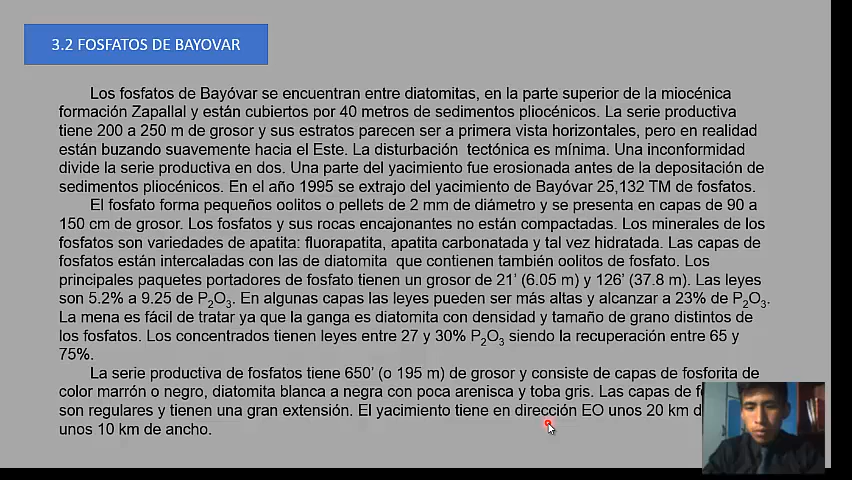 3.2 FOSFATOS DE BAYOVAR
Los fosfatos de Bayóvar se encuentran entre diatomitas, en la parte superior de la miocénica
formación Zapallal y están cubiertos por 40 metros de sedimentos pliocénicos. La serie productiva
tiene 200 a 250 m de grosor y sus estratos parecen ser a primera vista horizontales, pero en realidad
están buzando suavemente hacia el Este. La disturbación tectónica es mínima. Una inconformidad
divide la serie productiva en dos. Una parte del yacimiento fue erosionada antes de la depositación de
sedimentos pliocénicos. En el año 1995 se extrajo del yacimiento de Bayóvar 25,132 TM de fosfatos.
El fosfato forma pequeños oolitos o pellets de 2 mm de diámetro y se presenta en capas de 90 a
150 cm de grosor. Los fosfatos y sus rocas encajonantes no están compactadas. Los minerales de los
fosfatos son variedades de apatita: fluorapatita, apatita carbonatada y tal vez hidratada. Las capas de
fosfatos están intercaladas con las de diatomita que contienen también oolitos de fosfato. Los
principales paquetes portadores de fosfato tienen un grosor de 21' (6.05 m) y 126' (37.8 m). Las leyes
son 5.2% a 9.25 de P₂O₃. En algunas capas las leyes pueden ser más altas y alcanzar a 23% de P₂O₃.
La mena es fácil de tratar ya que la ganga es diatomita con densidad y tamaño de grano distintos de
los fosfatos. Los concentrados tienen leyes entre 27 y 30% P₂O₃ siendo la recuperación entre 65 y
75%.
La serie productiva de fosfatos tiene 650' (o 195 m) de grosor y consiste de capas de fosforita de
color marrón o negro, diatomita blanca a negra con poca arenisca y toba gris. Las capas de
son regulares y tienen una gran extensión. El yacimiento tiene en dirección EO unos 20 km
unos 10 km de ancho.